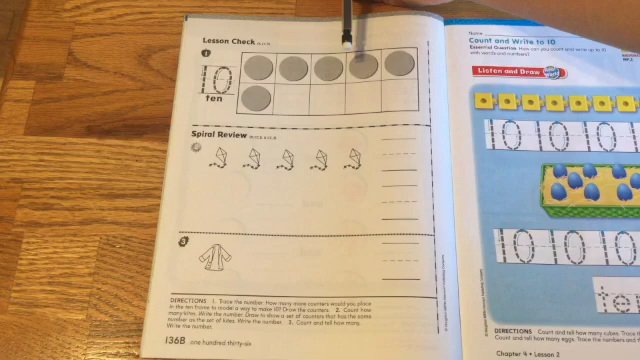 Lesson Check
1
10
ten
Spiral Review
3
DIRECTIONS 1. Trace the number. How many more counters would you place
in the ten frame to model a way to make 10? Draw the counters. 2. Count how
many kites. Write the number. Draw to show a set of counters that has the same
number as the set of kites. Write the number. 3. Count and tell how many.
Write the number.
136B one hundred thirty-six
Name
Count and Write to 10
Essential Question How can you count and write up to 10
with words and numbers?
Listen and Draw
10 10 10
10 10 10
ten
DIRECTIONS Count and tell how many cubes. Trace
Count and tell how many eggs. Trace the numbers and
Chapter 4 • Lesson 2